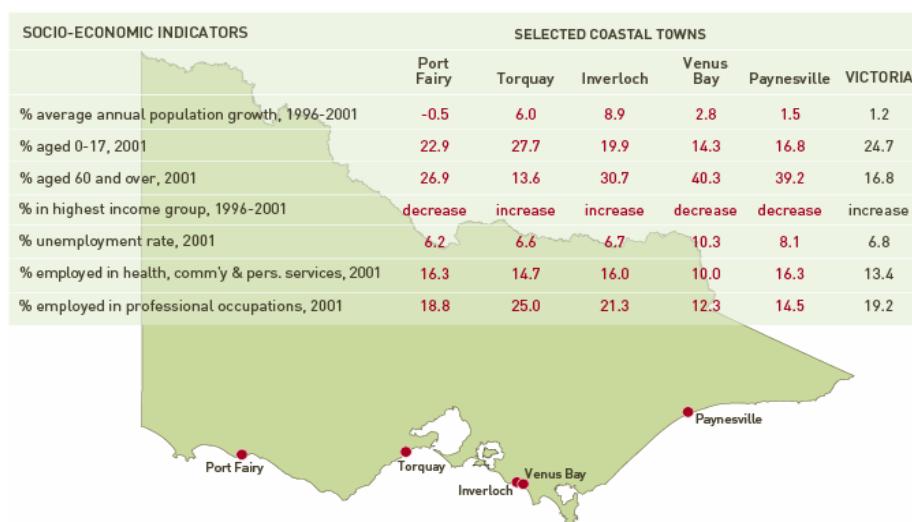 SOCIO-ECONOMIC INDICATORS SELECTED COASTAL TOWNS
Port Fairy Torquay Inverloch Venus Bay Paynesville VICTORIA
% average annual population growth, 1996-2001 -0.5 6.0 8.9 2.8 1.5 1.2
% aged 0-17, 2001 22.9 27.7 19.9 14.3 16.8 24.7
% aged 60 and over, 2001 26.9 13.6 30.7 40.3 39.2 16.8
% in highest income group, 1996-2001 decrease increase increase decrease decrease increase
% unemployment rate, 2001 6.2 6.6 6.7 10.3 8.1 6.8
% employed in health, comm'y & pers. services, 2001 16.3 14.7 16.0 10.0 16.3 13.4
% employed in professional occupations, 2001 18.8 25.0 21.3 12.3 14.5 19.2
Paynesville
Port Fairy
Torquay
Venus Bay
Inverloch